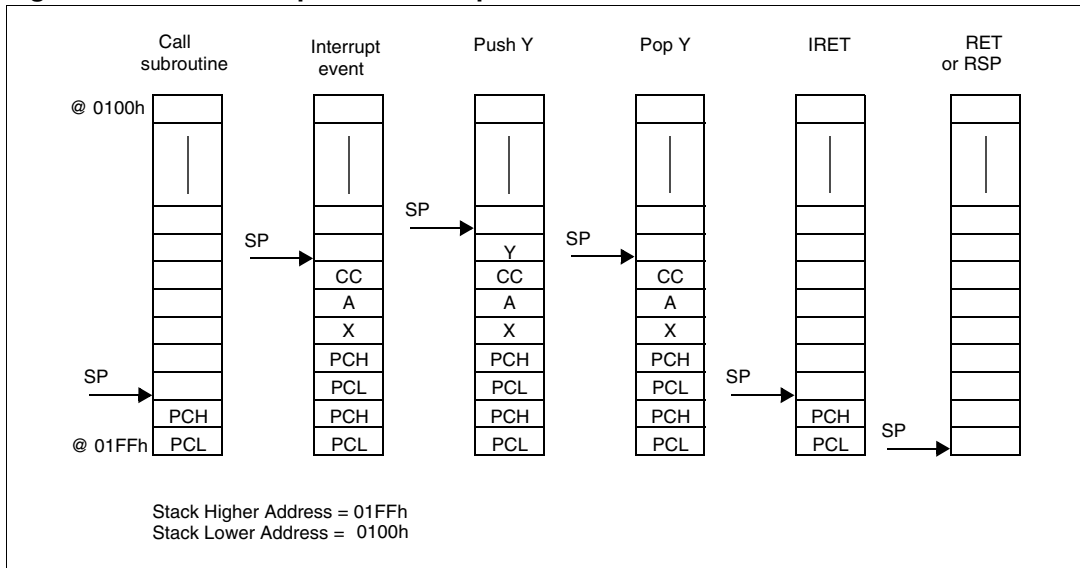 Call
subroutine
Interrupt
event
Push Y
Pop Y
IRET
RET
or RSP
@ 0100h
SP
SP
SP
Y
CC
CC
CC
A
A
A
X
X
X
PCH
PCH
PCH
SP
PCL
PCL
PCL
SP
PCH
PCH
PCH
PCH
PCH
SP
@ 01FFh
PCL
PCL
PCL
PCL
PCL
Stack Higher Address = 01FFh
Stack Lower Address = 0100h